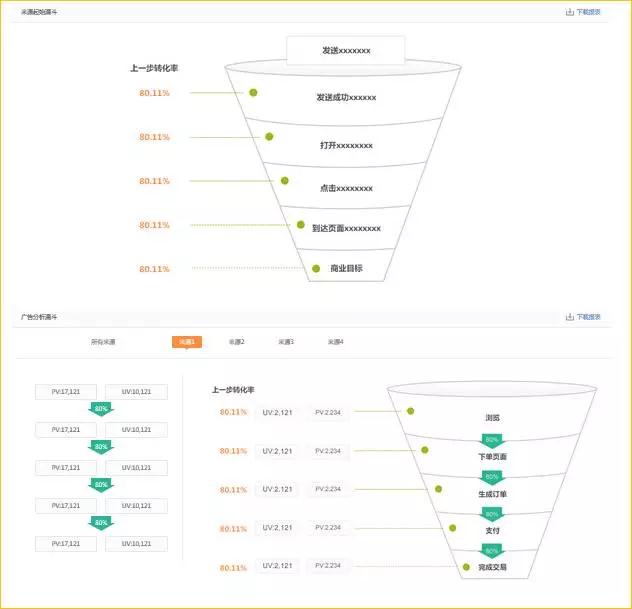 来源起始漏斗 下载报表
发送xxxxxxx
上一步转化率
80.11% 发送成功xxxxxx
80.11% 打开xxxxxxxx
80.11% 点击xxxxxxxx
80.11% 到达页面xxxxxxxx
80.11% 商业目标
广告分析漏斗 下载报表
所有来源 来源1 来源2 来源3 来源4
PV:17,121 UV:10,121
80%
PV:17,121 UV:10,121
80%
PV:17,121 UV:10,121
80%
PV:17,121 UV:10,121
80%
PV:17,121 UV:10,121
上一步转化率
80.11% UV:2,121 PV:2,234 浏览
80%
80.11% UV:2,121 PV:2,234 下单页面
80%
80.11% UV:2,121 PV:2,234 生成订单
80%
80.11% UV:2,121 PV:2,234 支付
80%
80.11% UV:2,121 PV:2,234 完成交易